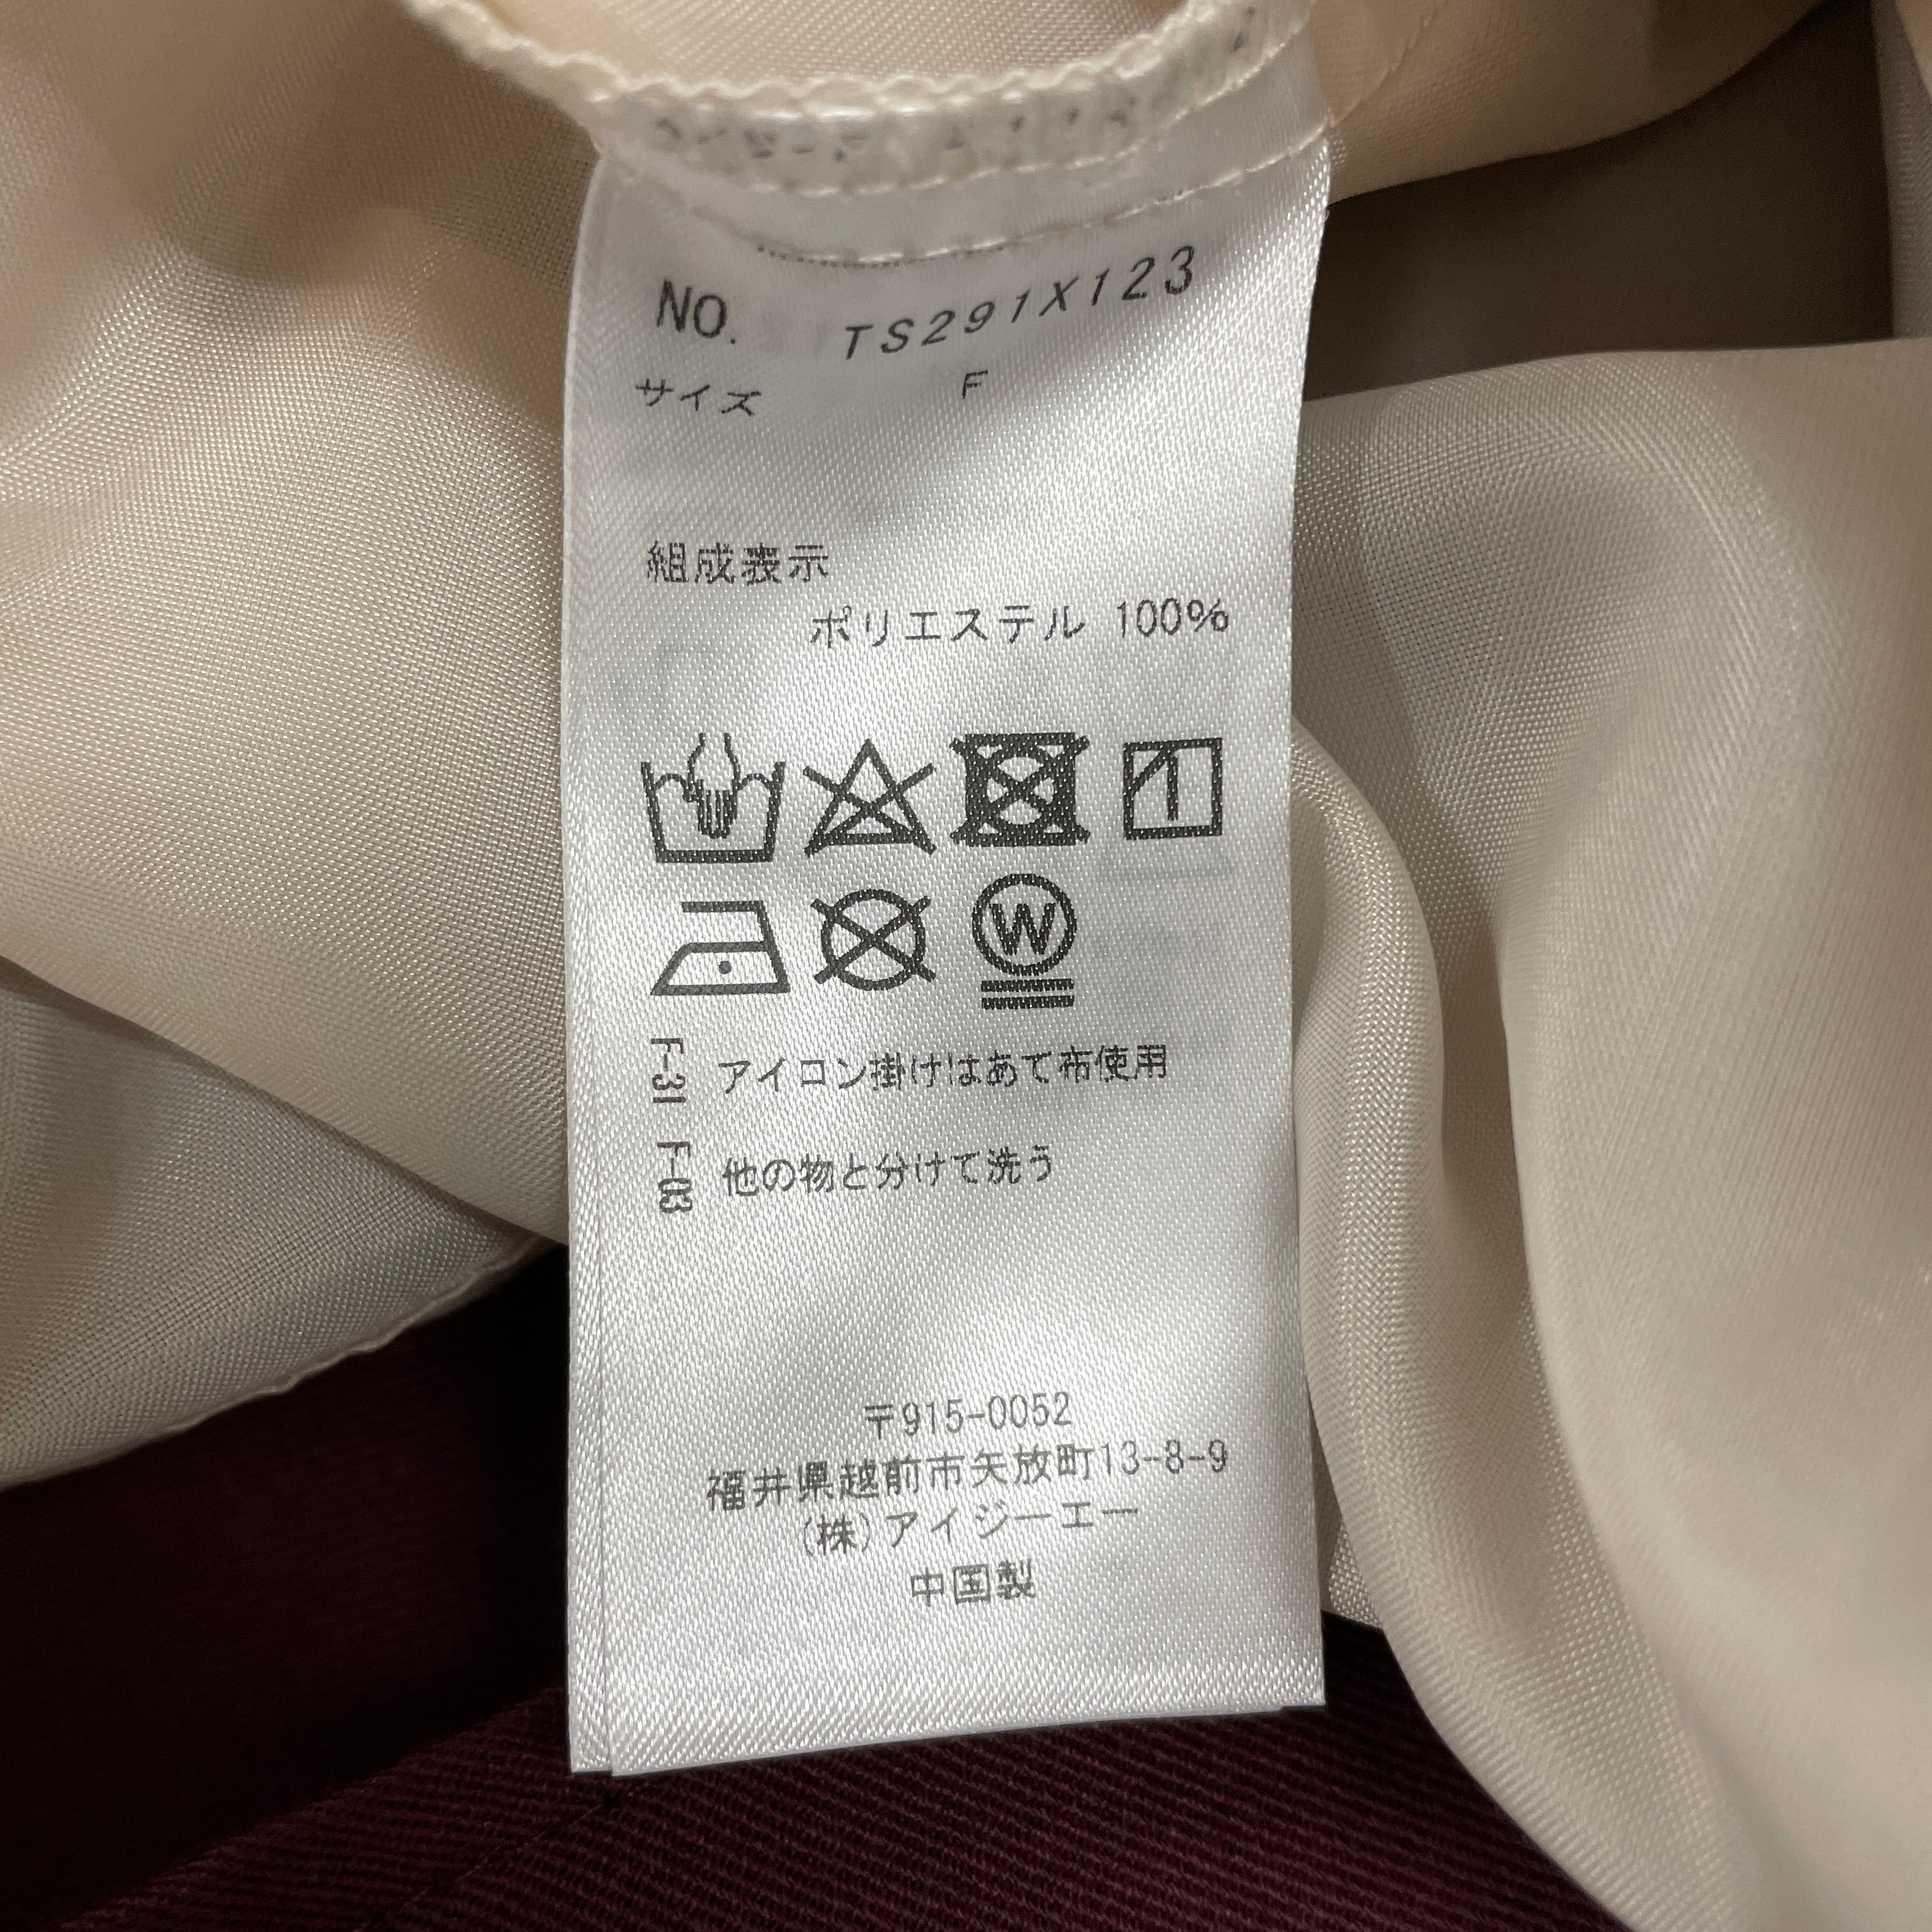 NO. TS291X123
サイズ F
組成表示
ポリエステル 100%
W
F-31 アイロン掛けはあて布使用
F-03 他の物と分けて洗う
〒915-0052
福井県越前市矢放町13-8-9
(株)アイジーエー
中国製